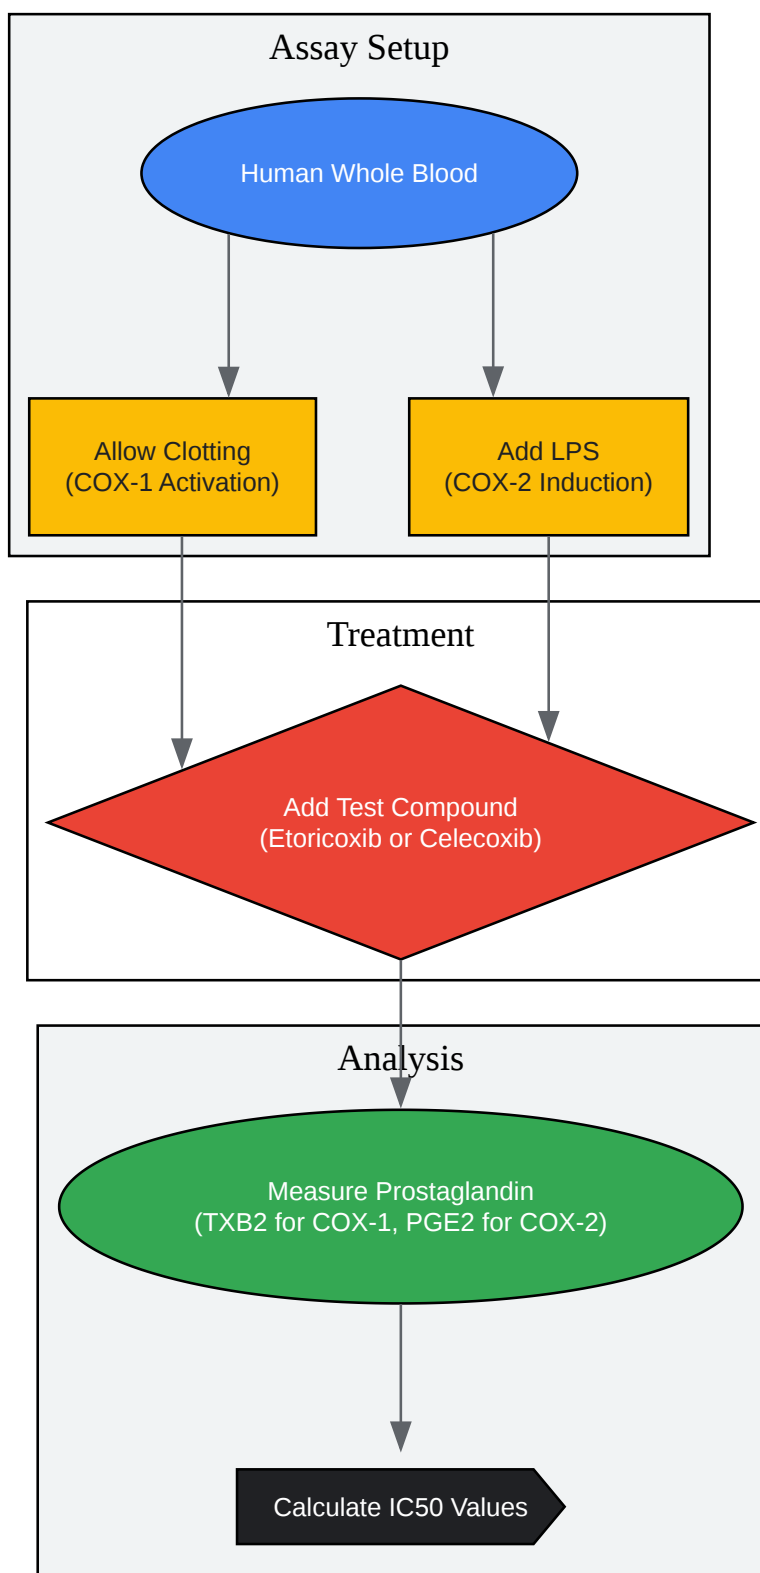 Assay Setup
Human Whole Blood
Allow Clotting
(COX-1 Activation)
Add LPS
(COX-2 Induction)
Treatment
Add Test Compound
(Etoricoxib or Celecoxib)
Analysis
Measure Prostaglandin
(TXB2 for COX-1, PGE2 for COX-2)
Calculate IC50 Values